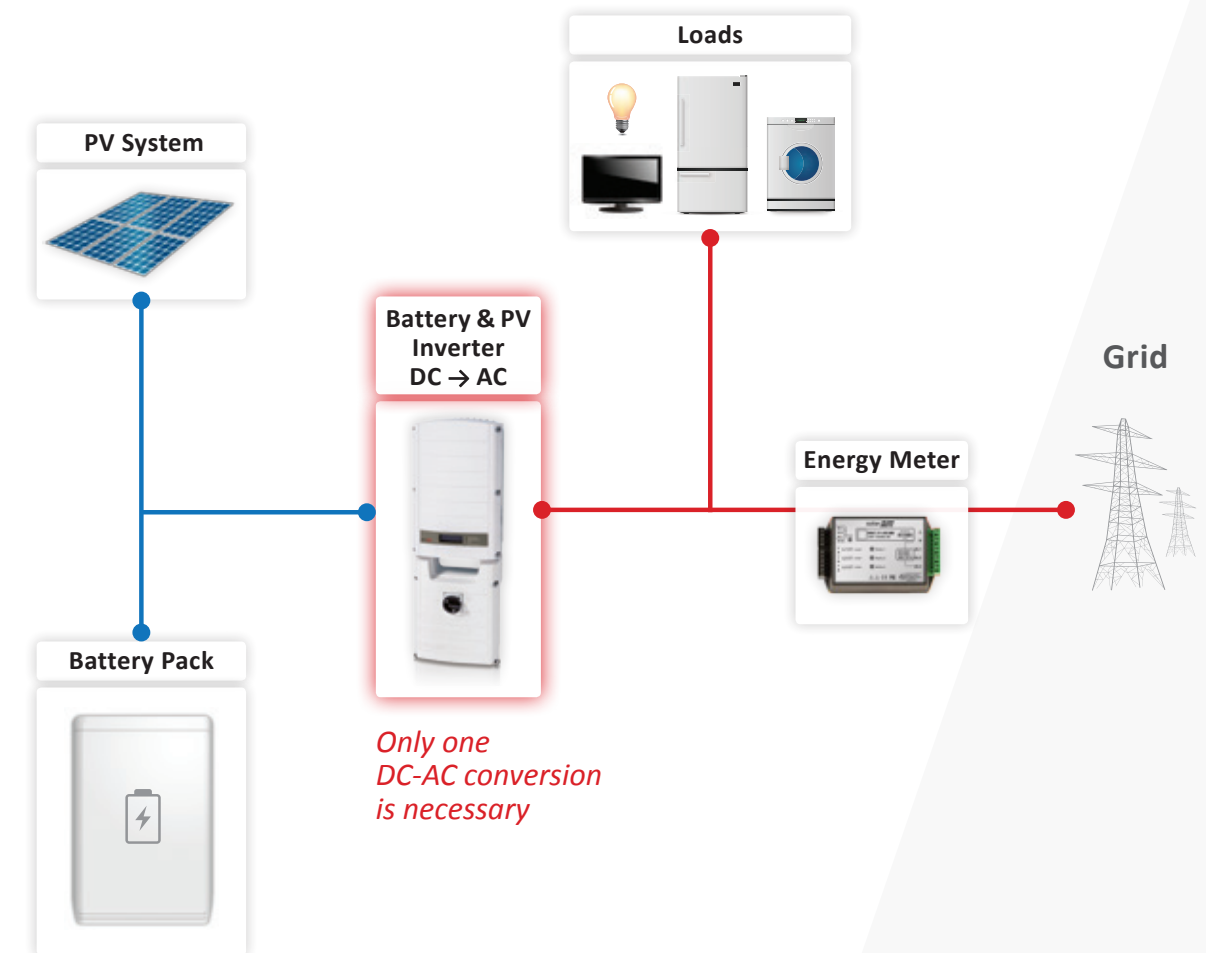 Loads
PV System
Battery & PV
Inverter
DC → AC
Grid
Energy Meter
Battery Pack
Only one
DC-AC conversion
is necessary